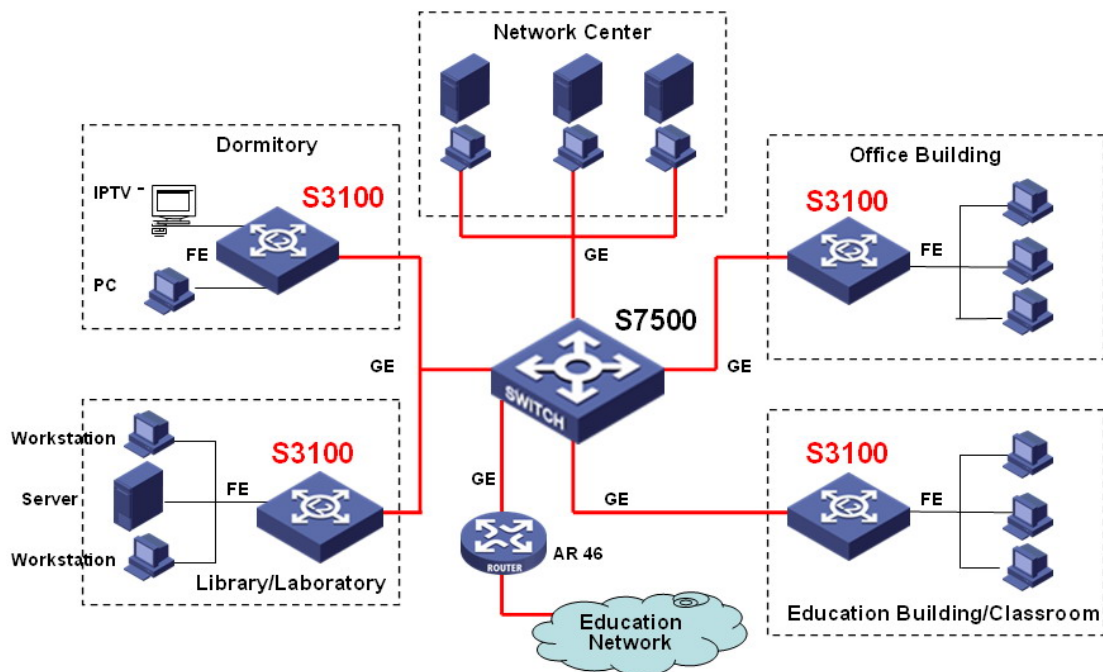 Network Center
GE
Dormitory
IPTV
S3100
FE
PC
Office Building
S3100
FE
S7500
SWITCH
GE
GE
Workstation
Server
Workstation
S3100
FE
Library/Laboratory
GE
GE
AR 46
ROUTER
Education
Network
S3100
FE
Education Building/Classroom